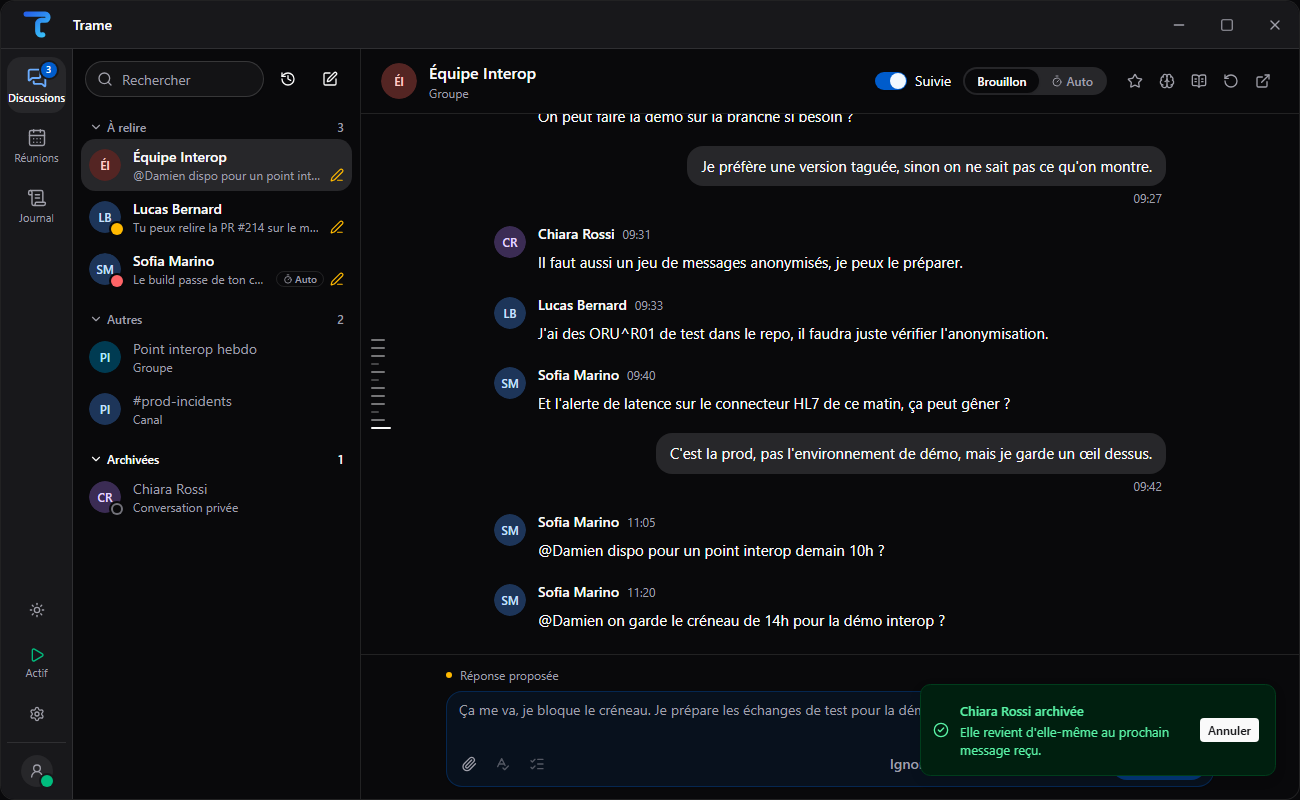 Trame
3
Discussions
Réunions
Journal
Actif
Rechercher
À relire 3
ÉI
Équipe Interop
@Damien dispo pour un point int...
LB
Lucas Bernard
Tu peux relire la PR #214 sur le m...
SM
Sofia Marino
Le build passe de ton c... Auto
Autres 2
PI
Point interop hebdo
Groupe
PI
#prod-incidents
Canal
Archivées 1
CR
Chiara Rossi
Conversation privée
ÉI
Équipe Interop
Groupe
Suivie
Brouillon
Auto
On peut faire la démo sur la branche si besoin ?
Je préfère une version taguée, sinon on ne sait pas ce qu'on montre.
09:27
CR
Chiara Rossi 09:31
Il faut aussi un jeu de messages anonymisés, je peux le préparer.
LB
Lucas Bernard 09:33
J'ai des ORU^R01 de test dans le repo, il faudra juste vérifier l'anonymisation.
SM
Sofia Marino 09:40
Et l'alerte de latence sur le connecteur HL7 de ce matin, ça peut gêner ?
C'est la prod, pas l'environnement de démo, mais je garde un œil dessus.
09:42
SM
Sofia Marino 11:05
@Damien dispo pour un point interop demain 10h ?
SM
Sofia Marino 11:20
@Damien on garde le créneau de 14h pour la démo interop ?
Réponse proposée
Ça me va, je bloque le créneau. Je prépare les échanges de test pour la
Chiara Rossi archivée
Elle revient d'elle-même au prochain
message reçu.
Annuler